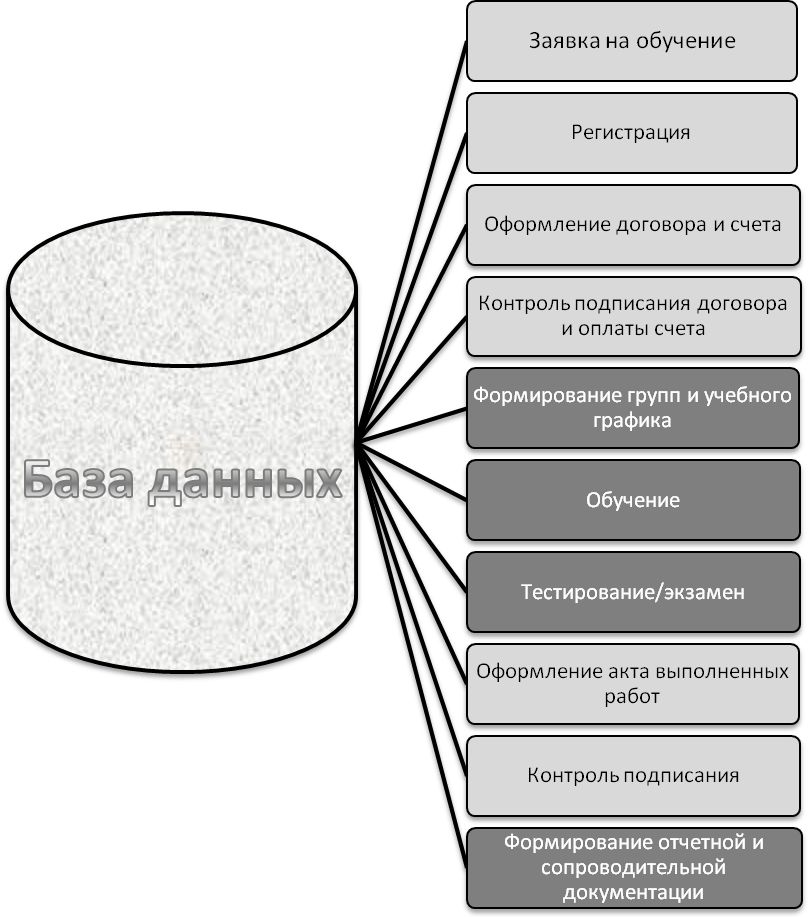 Заявка на обучение
Регистрация
Оформление договора и счета
Контроль подписания договора
и оплаты счета
Формирование групп и учебного
графика
База данных
Обучение
Тестирование/экзамен
Оформление акта выполненных
работ
Контроль подписания
Формирование отчетной и
сопроводительной
документации